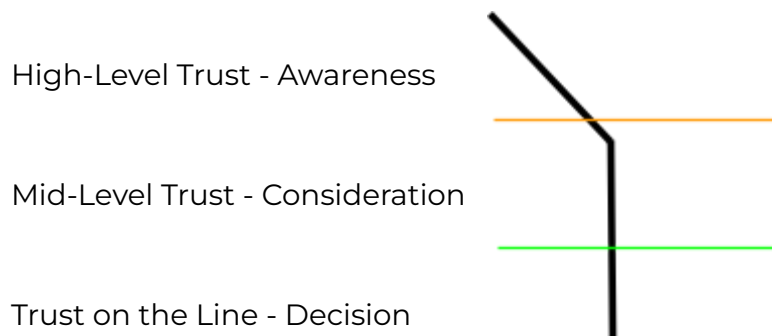 High-Level Trust - Awareness
Mid-Level Trust - Consideration
Trust on the Line - Decision